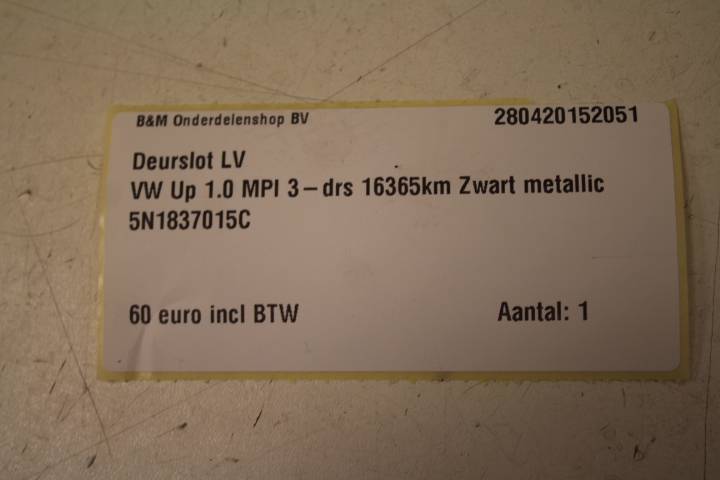 B&M Onderdelenshop BV 280420152051
Deurslot LV
VW Up 1.0 MPI 3-drs 16365km Zwart metallic
5N1837015C
60 euro incl BTW Aantal: 1